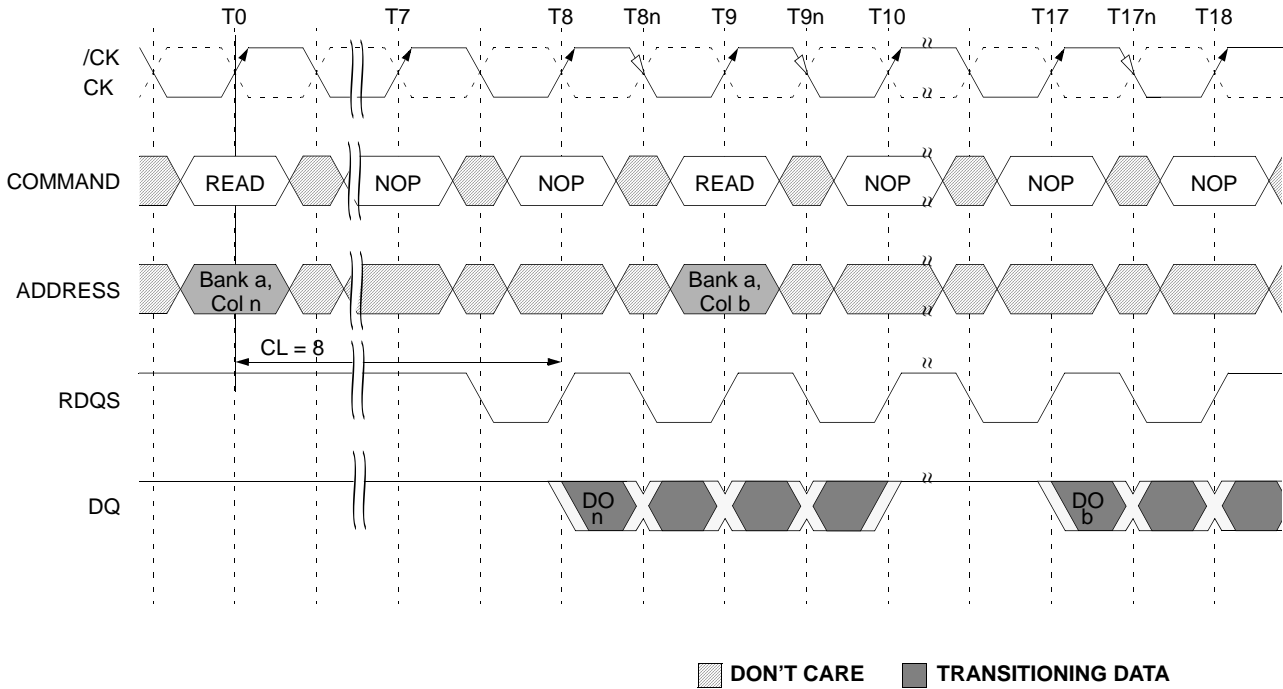 T0 T7 T8 T8n T9 T9n T10 T17 T17n T18
/CK
CK
COMMAND READ NOP NOP READ NOP NOP NOP
ADDRESS Bank a, Col n Bank a, Col b
CL = 8
RDQS
DQ DO n DO b
DON'T CARE TRANSITIONING DATA